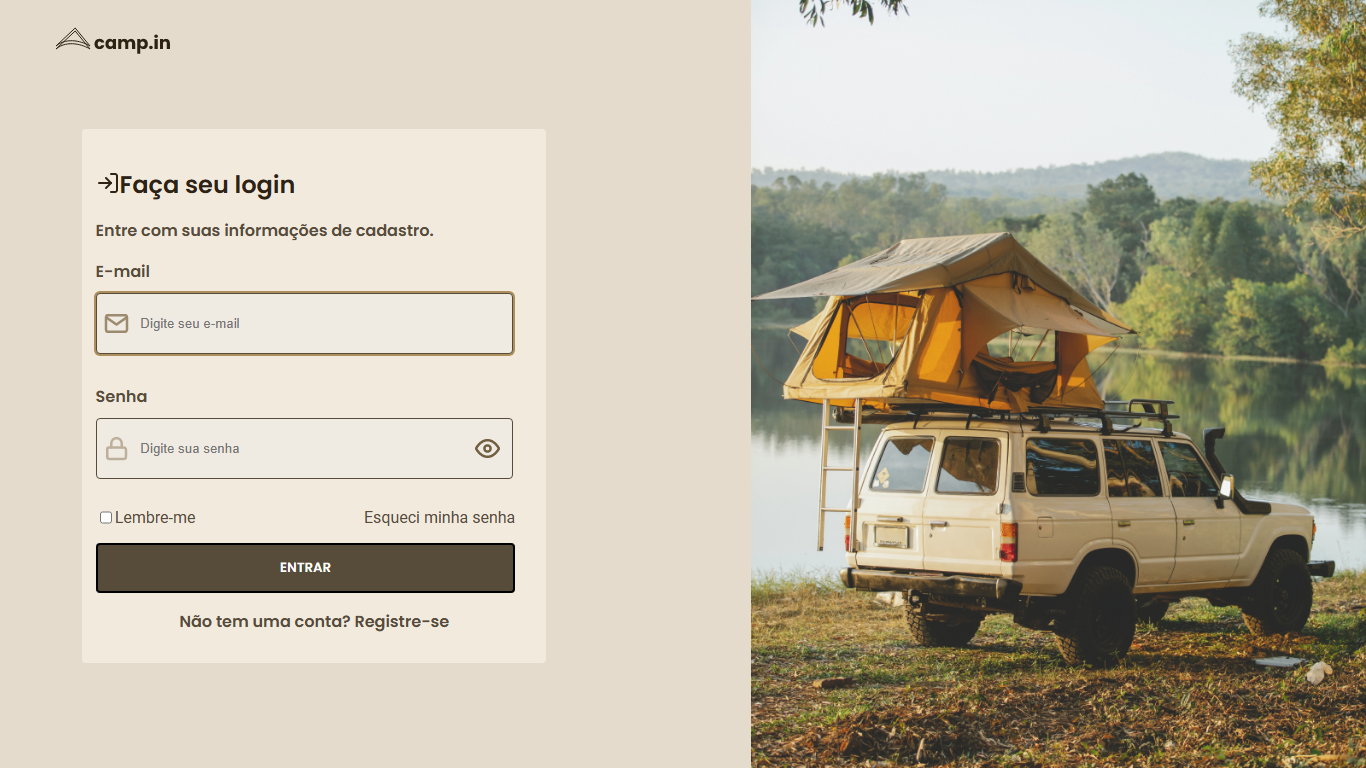 camp.in
Faça seu login
Entre com suas informações de cadastro.
E-mail
Digite seu e-mail
Senha
Digite sua senha
Lembre-me Esqueci minha senha
ENTRAR
Não tem uma conta? Registre-se